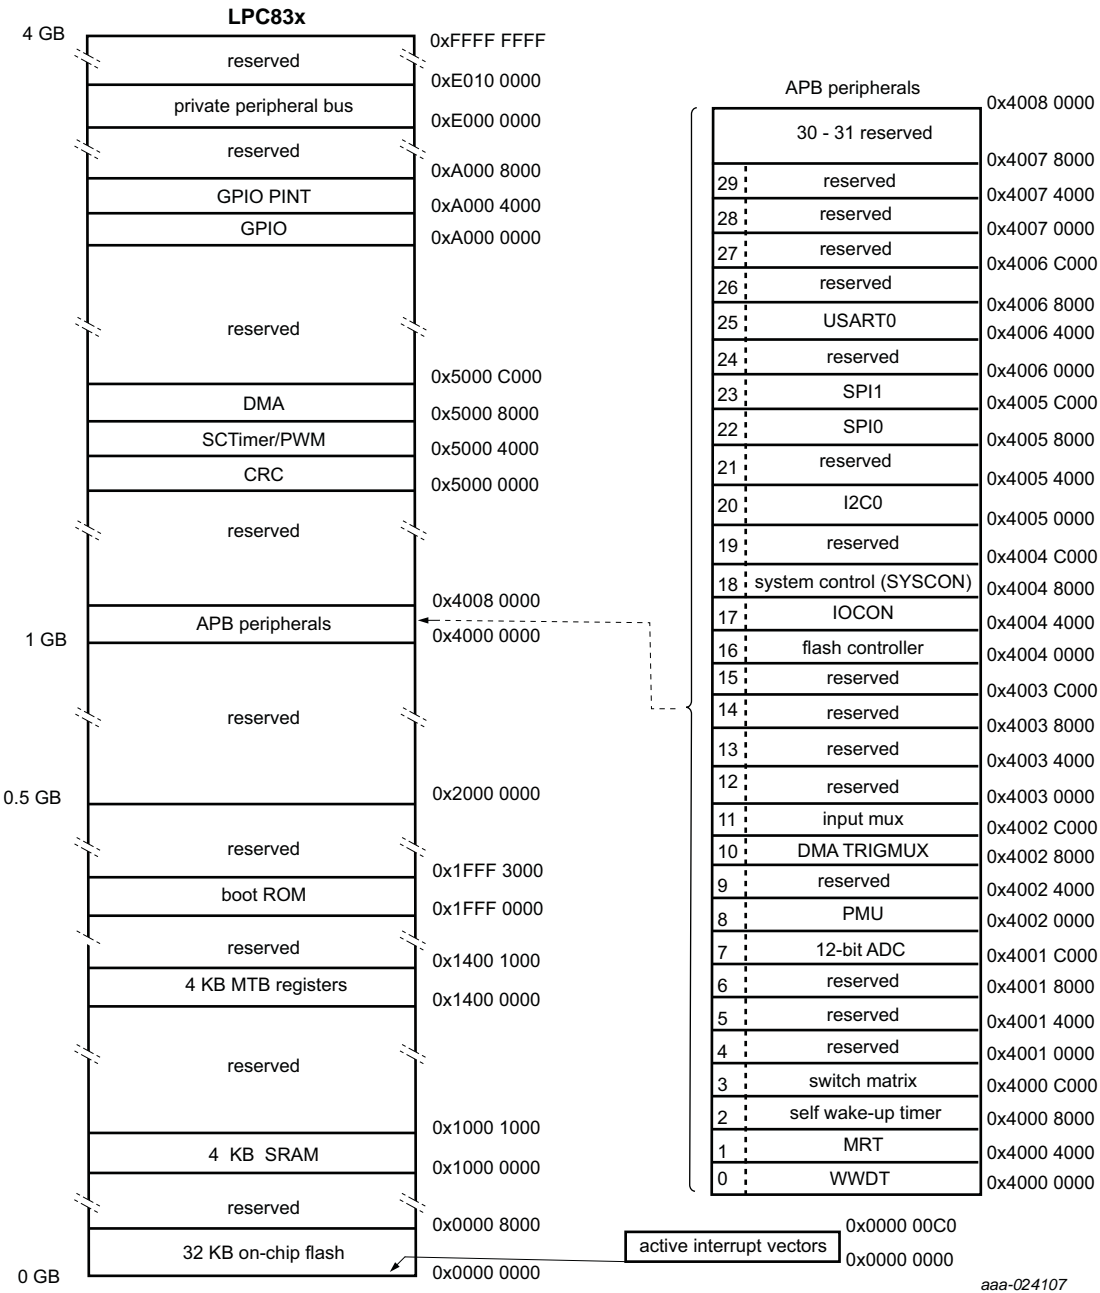 LPC83x
4 GB
0xFFFF FFFF
reserved
0xE010 0000
private peripheral bus
0xE000 0000
reserved
0xA000 8000
GPIO PINT
0xA000 4000
GPIO
0xA000 0000
reserved
0x5000 C000
DMA
0x5000 8000
SCTimer/PWM
0x5000 4000
CRC
0x5000 0000
reserved
0x4008 0000
APB peripherals
1 GB
0x4000 0000
reserved
0.5 GB
0x2000 0000
reserved
0x1FFF 3000
boot ROM
0x1FFF 0000
reserved
0x1400 1000
4 KB MTB registers
0x1400 0000
reserved
0x1000 1000
4 KB SRAM
0x1000 0000
reserved
0x0000 8000
32 KB on-chip flash
0 GB
0x0000 0000
APB peripherals
0x4008 0000
30 - 31 reserved
0x4007 8000
29 reserved
0x4007 4000
28 reserved
0x4007 0000
27 reserved
0x4006 C000
26 reserved
0x4006 8000
25 USART0
0x4006 4000
24 reserved
0x4006 0000
23 SPI1
0x4005 C000
22 SPI0
0x4005 8000
21 reserved
0x4005 4000
20 I2C0
0x4005 0000
19 reserved
0x4004 C000
18 system control (SYSCON)
0x4004 8000
17 IOCON
0x4004 4000
16 flash controller
0x4004 0000
15 reserved
0x4003 C000
14 reserved
0x4003 8000
13 reserved
0x4003 4000
12 reserved
0x4003 0000
11 input mux
0x4002 C000
10 DMA TRIGMUX
0x4002 8000
9 reserved
0x4002 4000
8 PMU
0x4002 0000
7 12-bit ADC
0x4001 C000
6 reserved
0x4001 8000
5 reserved
0x4001 4000
4 reserved
0x4001 0000
3 switch matrix
0x4000 C000
2 self wake-up timer
0x4000 8000
1 MRT
0x4000 4000
0 WWDT
0x4000 0000
0x0000 00C0
active interrupt vectors
0x0000 0000
aaa-024107